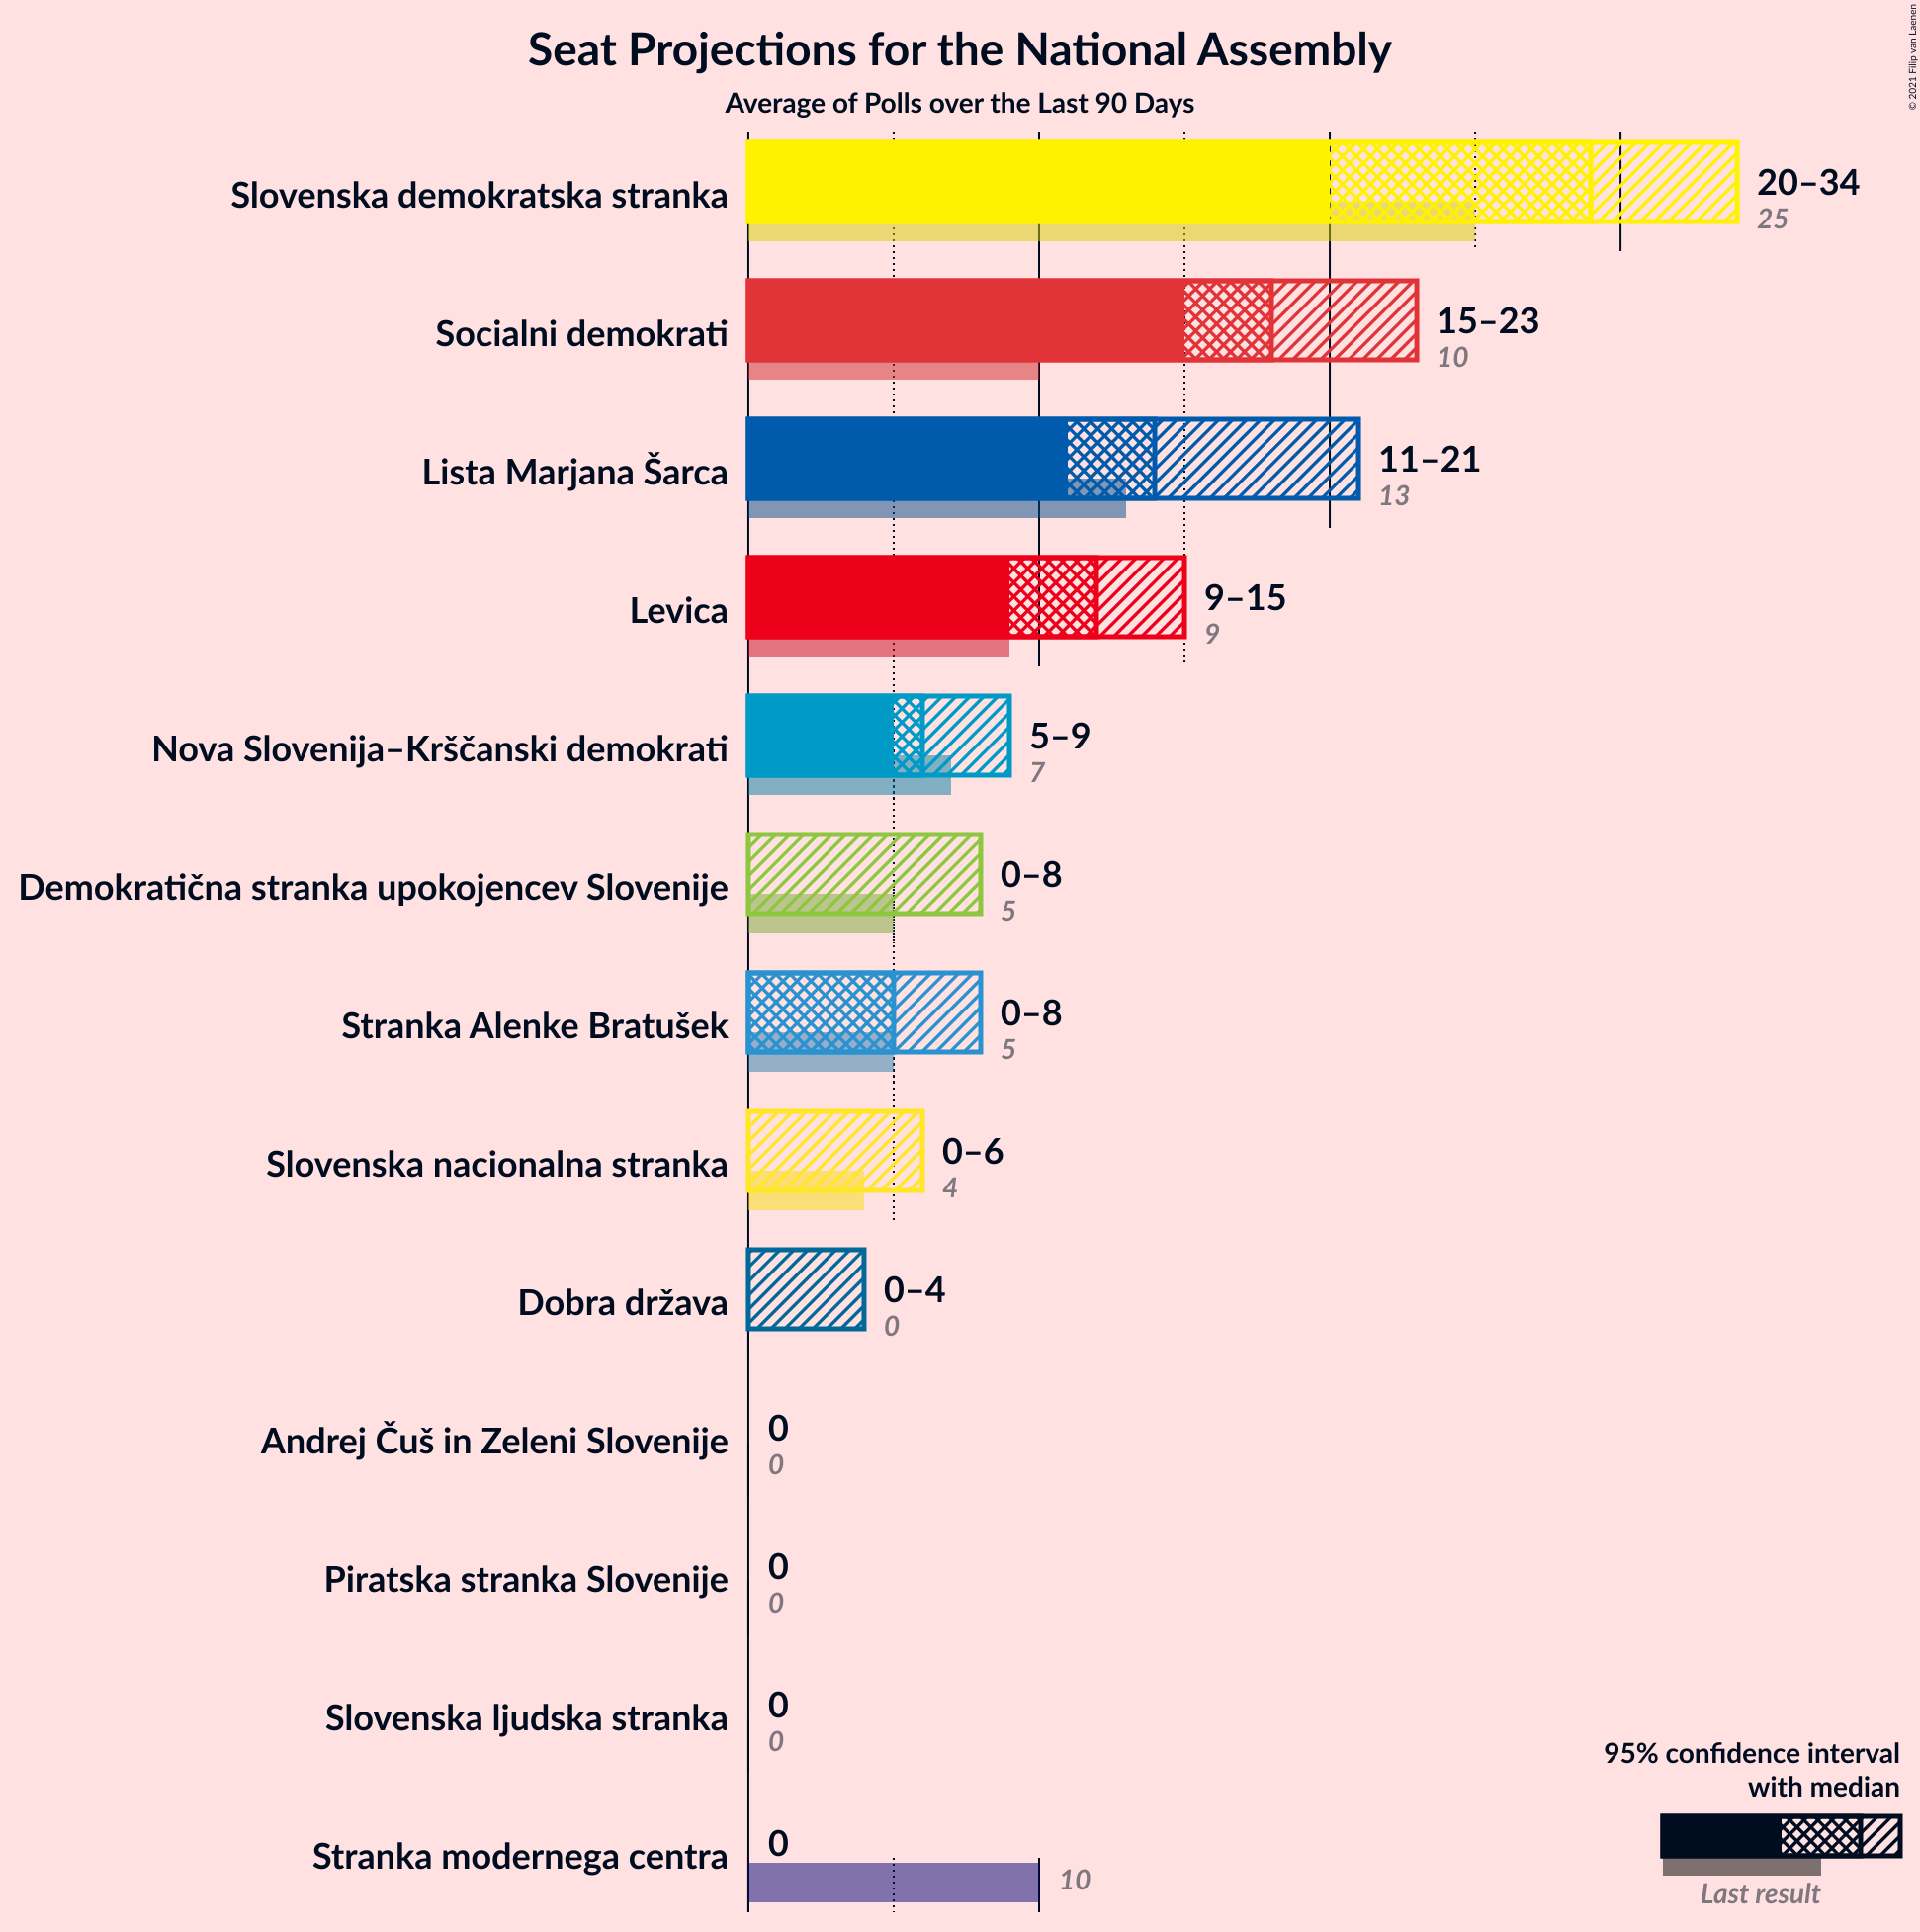 Seat Projections for the National Assembly
Average of Polls over the Last 90 Days
© 2021 Filip van Laenen
Slovenska demokratska stranka
20–34
25
Socialni demokrati
15–23
10
Lista Marjana Šarca
11–21
13
Levica
9–15
9
Nova Slovenija–Krščanski demokrati
5–9
7
Demokratična stranka upokojencev Slovenije
0–8
5
Stranka Alenke Bratušek
0–8
5
Slovenska nacionalna stranka
0–6
4
Dobra država
0–4
0
Andrej Čuš in Zeleni Slovenije
0
0
Piratska stranka Slovenije
0
0
Slovenska ljudska stranka
0
0
Stranka modernega centra
0
10
95% confidence interval
with median
Last result